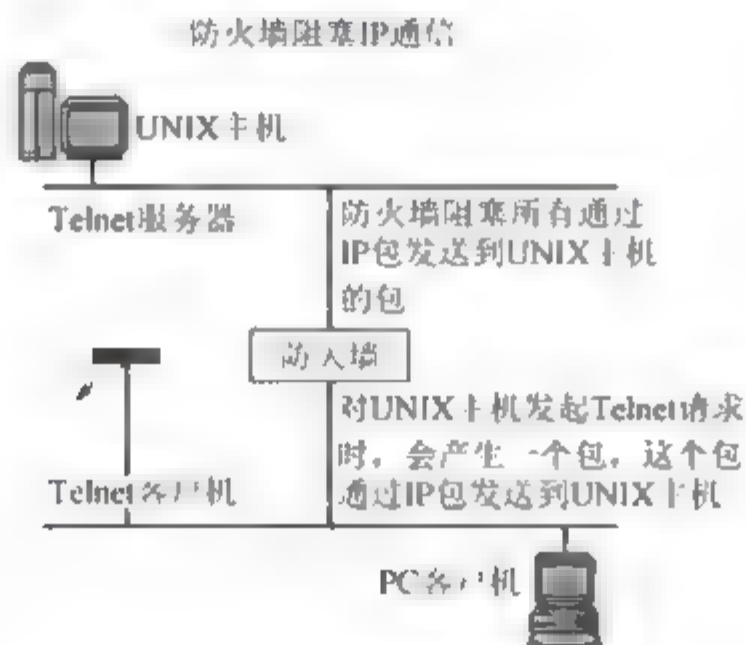 防火墙阻塞IP通信
UNIX主机
Telnet服务器
防火墙阻塞所有通过
IP包发送到UNIX主机
的包
防火墙
对UNIX主机发起Telnet请求
时，会产生一个包，这个包
通过IP包发送到UNIX主机
Telnet客户机
PC客户机